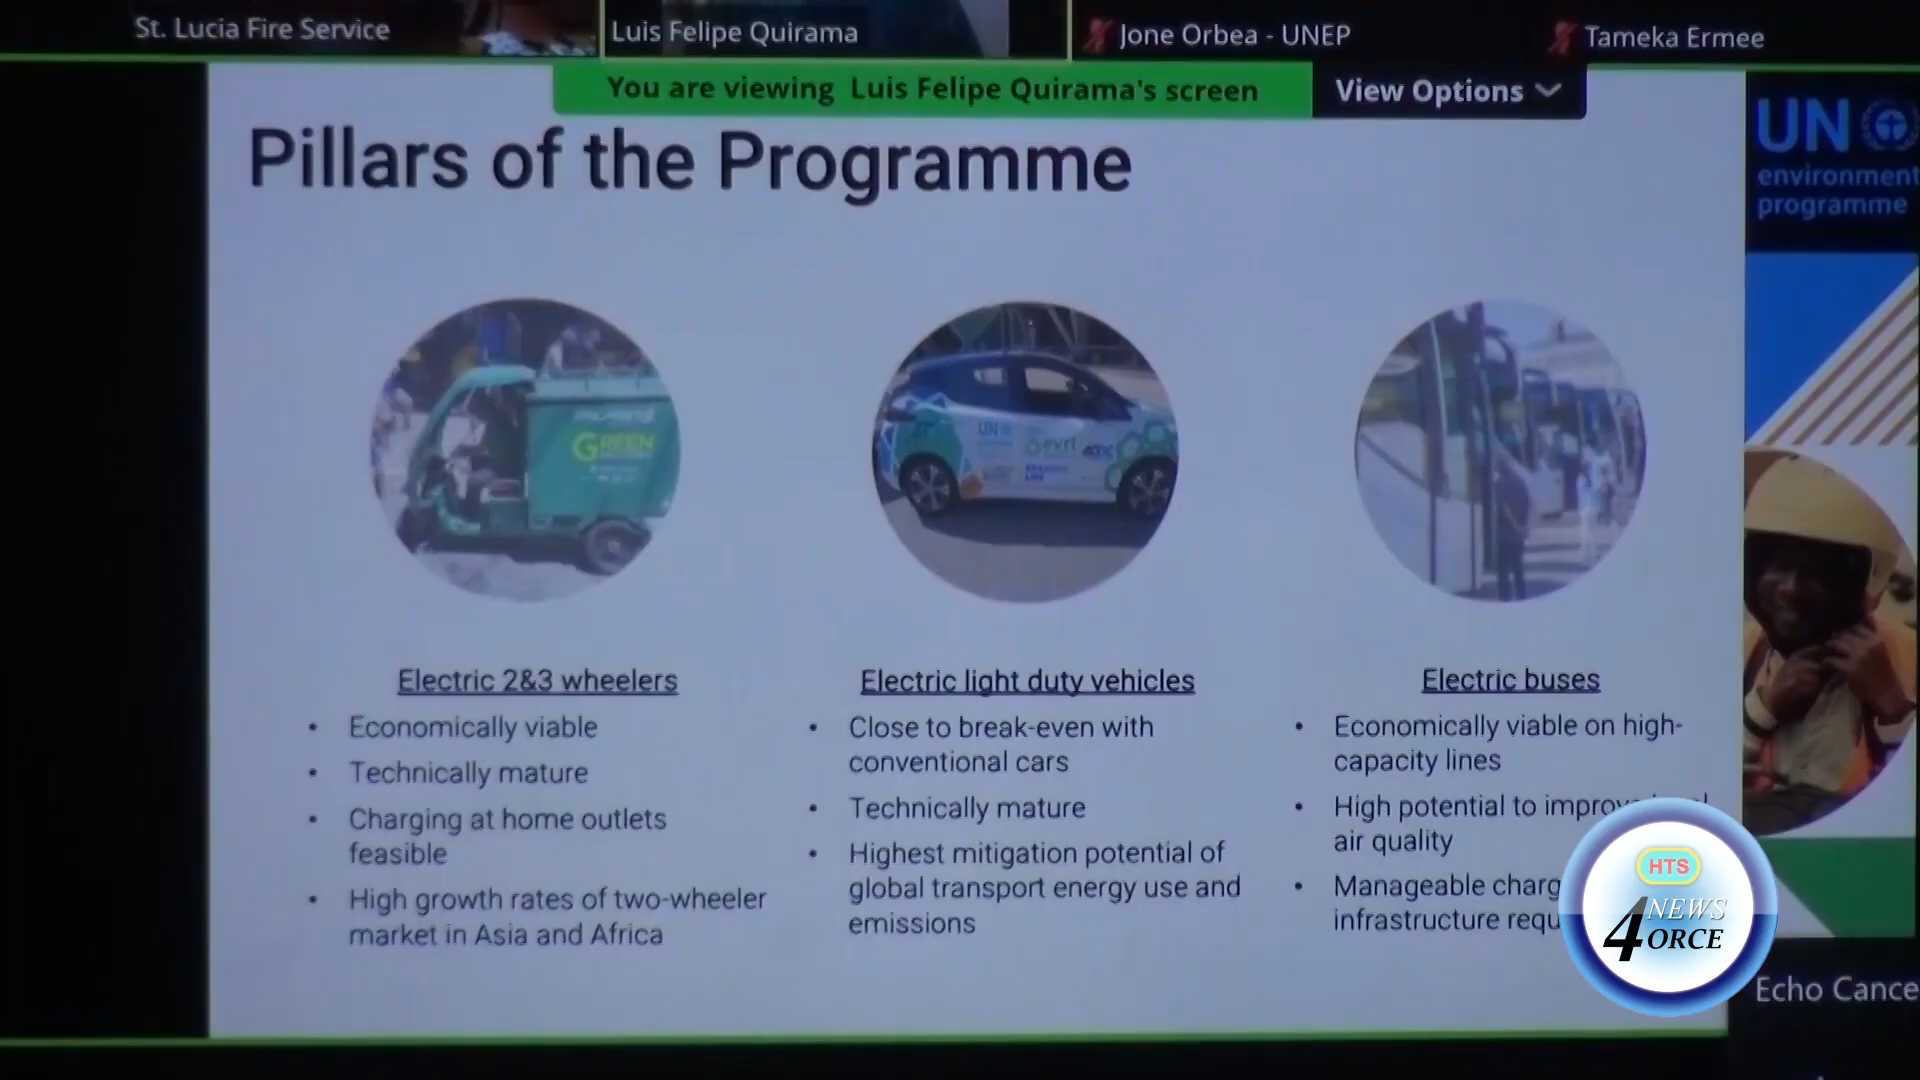 St. Lucia Fire Service
Luis Felipe Quirama
Jone Orbea - UNEP
Tameka Ermee
You are viewing Luis Felipe Quirama's screen
View Options
Pillars of the Programme
UN
environment
programme
GREEN
UN
evrt
Electric 2&3 wheelers
• Economically viable
• Technically mature
• Charging at home outlets
feasible
• High growth rates of two-wheeler
market in Asia and Africa
Electric light duty vehicles
• Close to break-even with
conventional cars
• Technically mature
• Highest mitigation potential of
global transport energy use and
emissions
Electric buses
• Economically viable on high-
capacity lines
• High potential to
air quality
• Manageable
infrastructure
HTS
4
NEWS
ORCE
Echo Cance